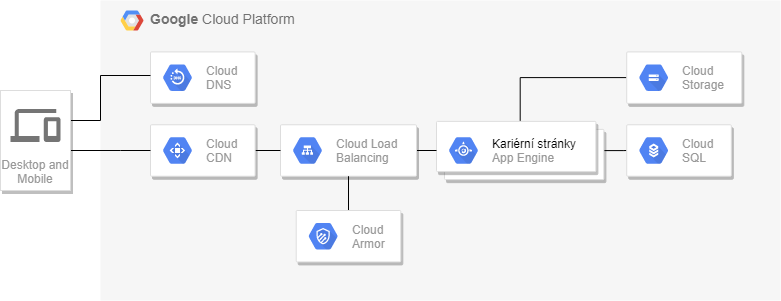 Google Cloud Platform
Cloud
DNS
Cloud
Storage
Desktop and
Mobile
Cloud
CDN
Cloud Load
Balancing
Kariérní stránky
App Engine
Cloud
SQL
Cloud
Armor